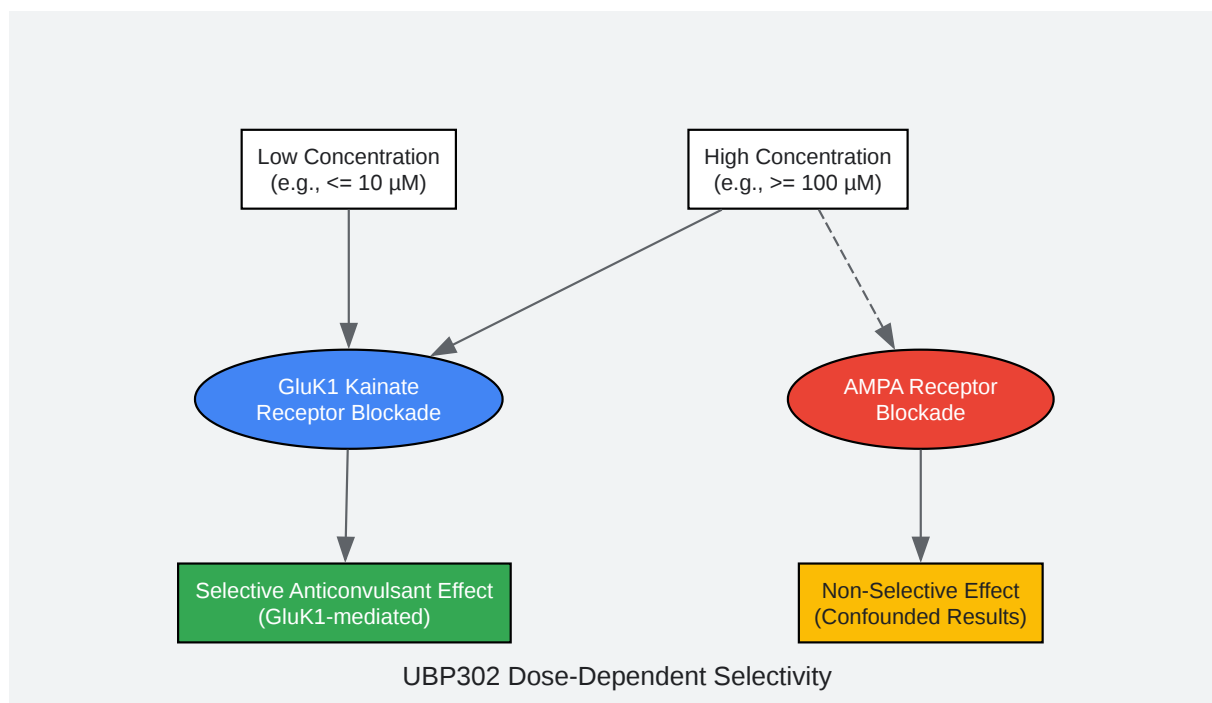 Low Concentration
(e.g., <= 10 µM)
High Concentration
(e.g., >= 100 µM)
GluK1 Kainate
Receptor Blockade
AMPA Receptor
Blockade
Selective Anticonvulsant Effect
(GluK1-mediated)
Non-Selective Effect
(Confounded Results)
UBP302 Dose-Dependent Selectivity